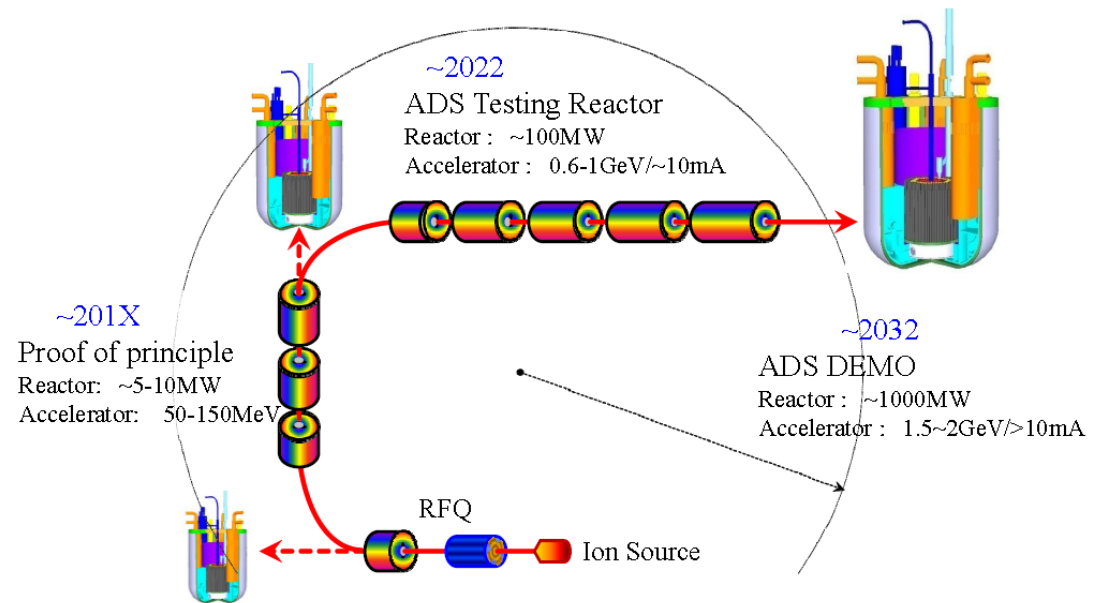 ~2022
ADS Testing Reactor
Reactor : ~100MW
Accelerator : 0.6-1GeV/~10mA
~201X
Proof of principle
Reactor: ~5-10MW
Accelerator: 50-150MeV
~2032
ADS DEMO
Reactor : ~1000MW
Accelerator : 1.5~2GeV/>10mA
RFQ
Ion Source